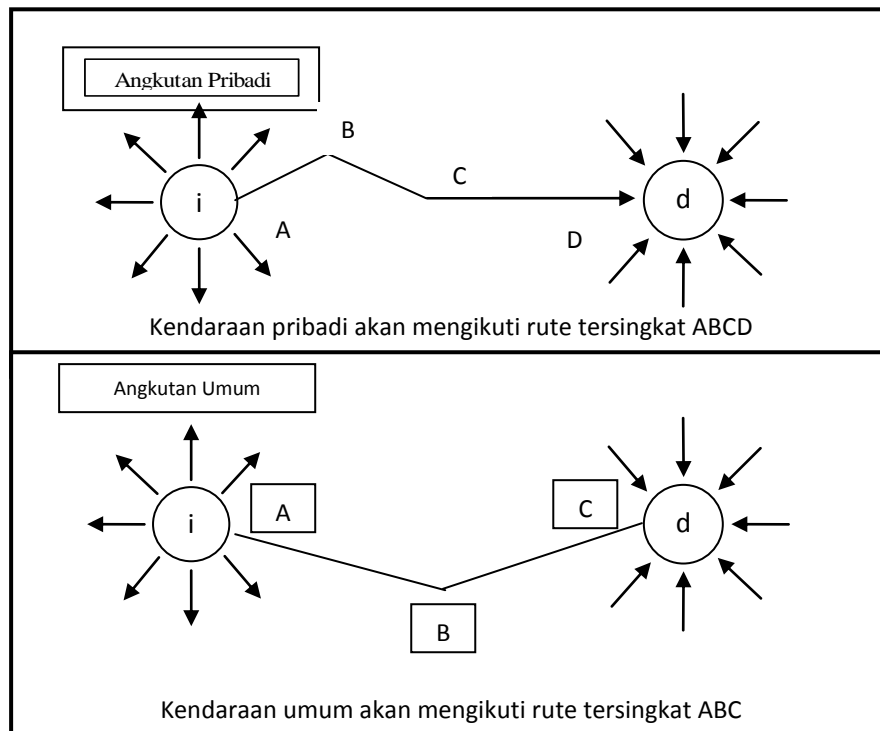 Angkutan Pribadi
B
C
i
d
A
D
Kendaraan pribadi akan mengikuti rute tersingkat ABCD
Angkutan Umum
A
C
i
d
B
Kendaraan umum akan mengikuti rute tersingkat ABC